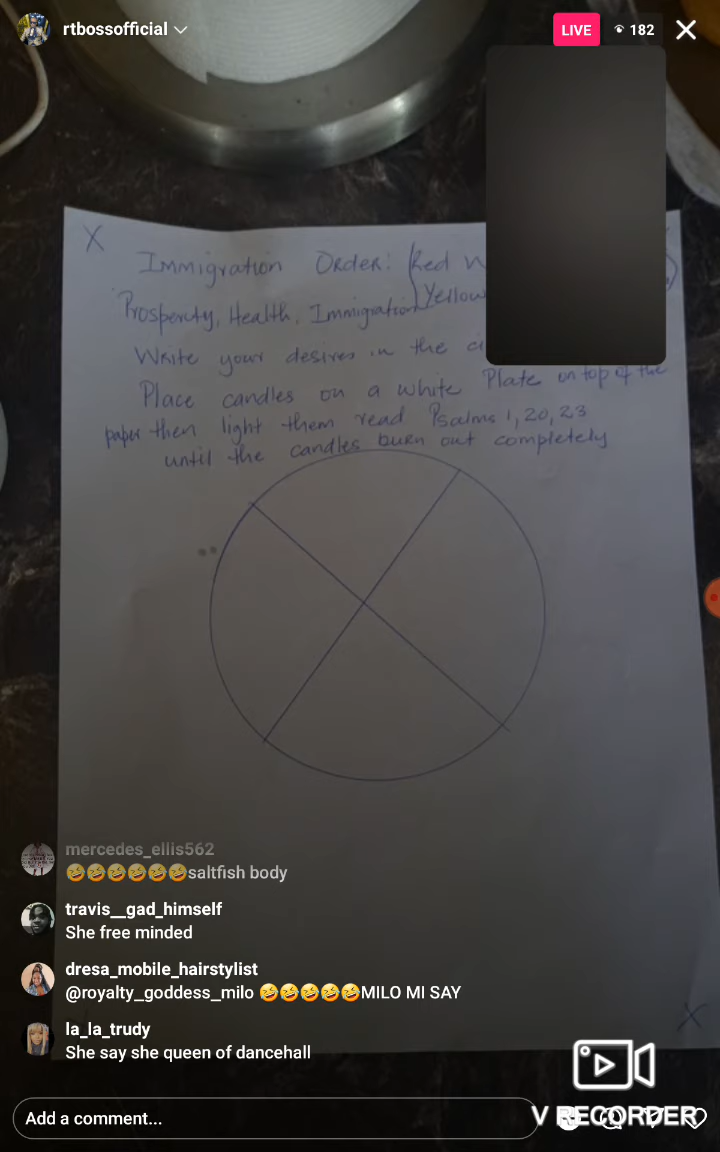 rtbossofficial
LIVE
182
X
Immigration Order: (Red
Prosperity, Health, Immigration Yellow
Write your desires in the
Place candles on a white Plate on top of the
paper then light them read Psalms 1, 20, 23
until the candles burn out completely
mercedes_ellis562
🤣🤣🤣🤣🤣🤣saltfish body
travis__gad_himself
She free minded
dresa_mobile_hairstylist
@royalty_goddess_milo 🤣🤣🤣🤣🤣MILO MI SAY
la_la_trudy
She say she queen of dancehall
X
Add a comment...
V RECORDER